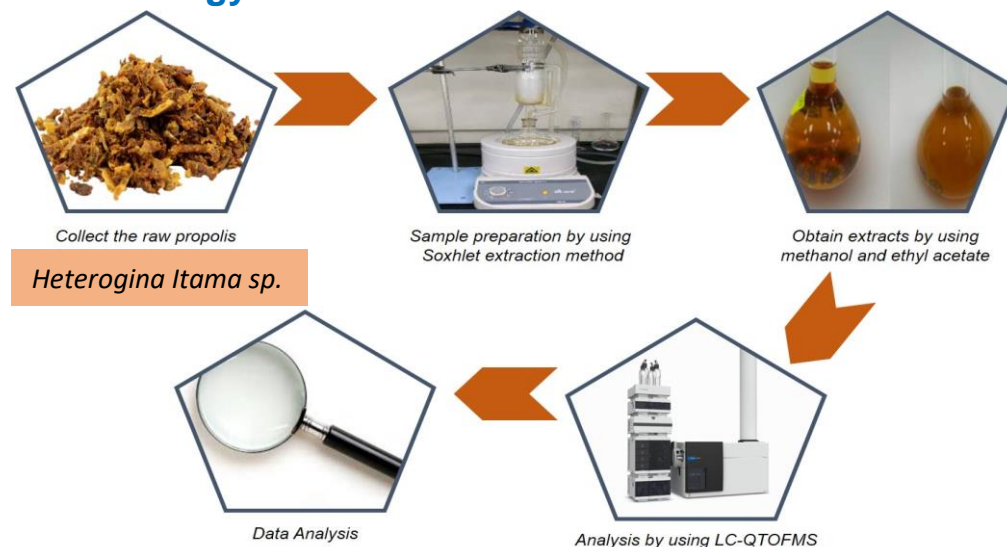 Collect the raw propolis
Sample preparation by using
Soxhlet extraction method
Obtain extracts by using
methanol and ethyl acetate
Heterogina Itama sp.
Data Analysis
Analysis by using LC-QTOFMS